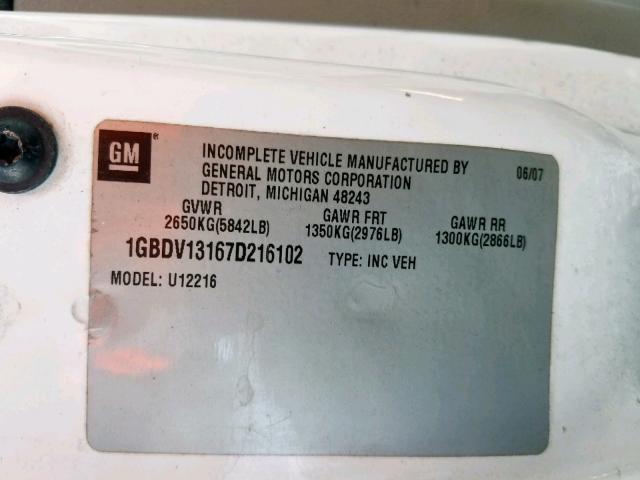 GM ®
INCOMPLETE VEHICLE MANUFACTURED BY 06/07
GENERAL MOTORS CORPORATION
DETROIT, MICHIGAN 48243
GVWR GAWR FRT GAWR RR
2650KG(5842LB) 1350KG(2976LB) 1300KG(2866LB)
1GBDV13167D216102 TYPE: INC VEH
MODEL: U12216